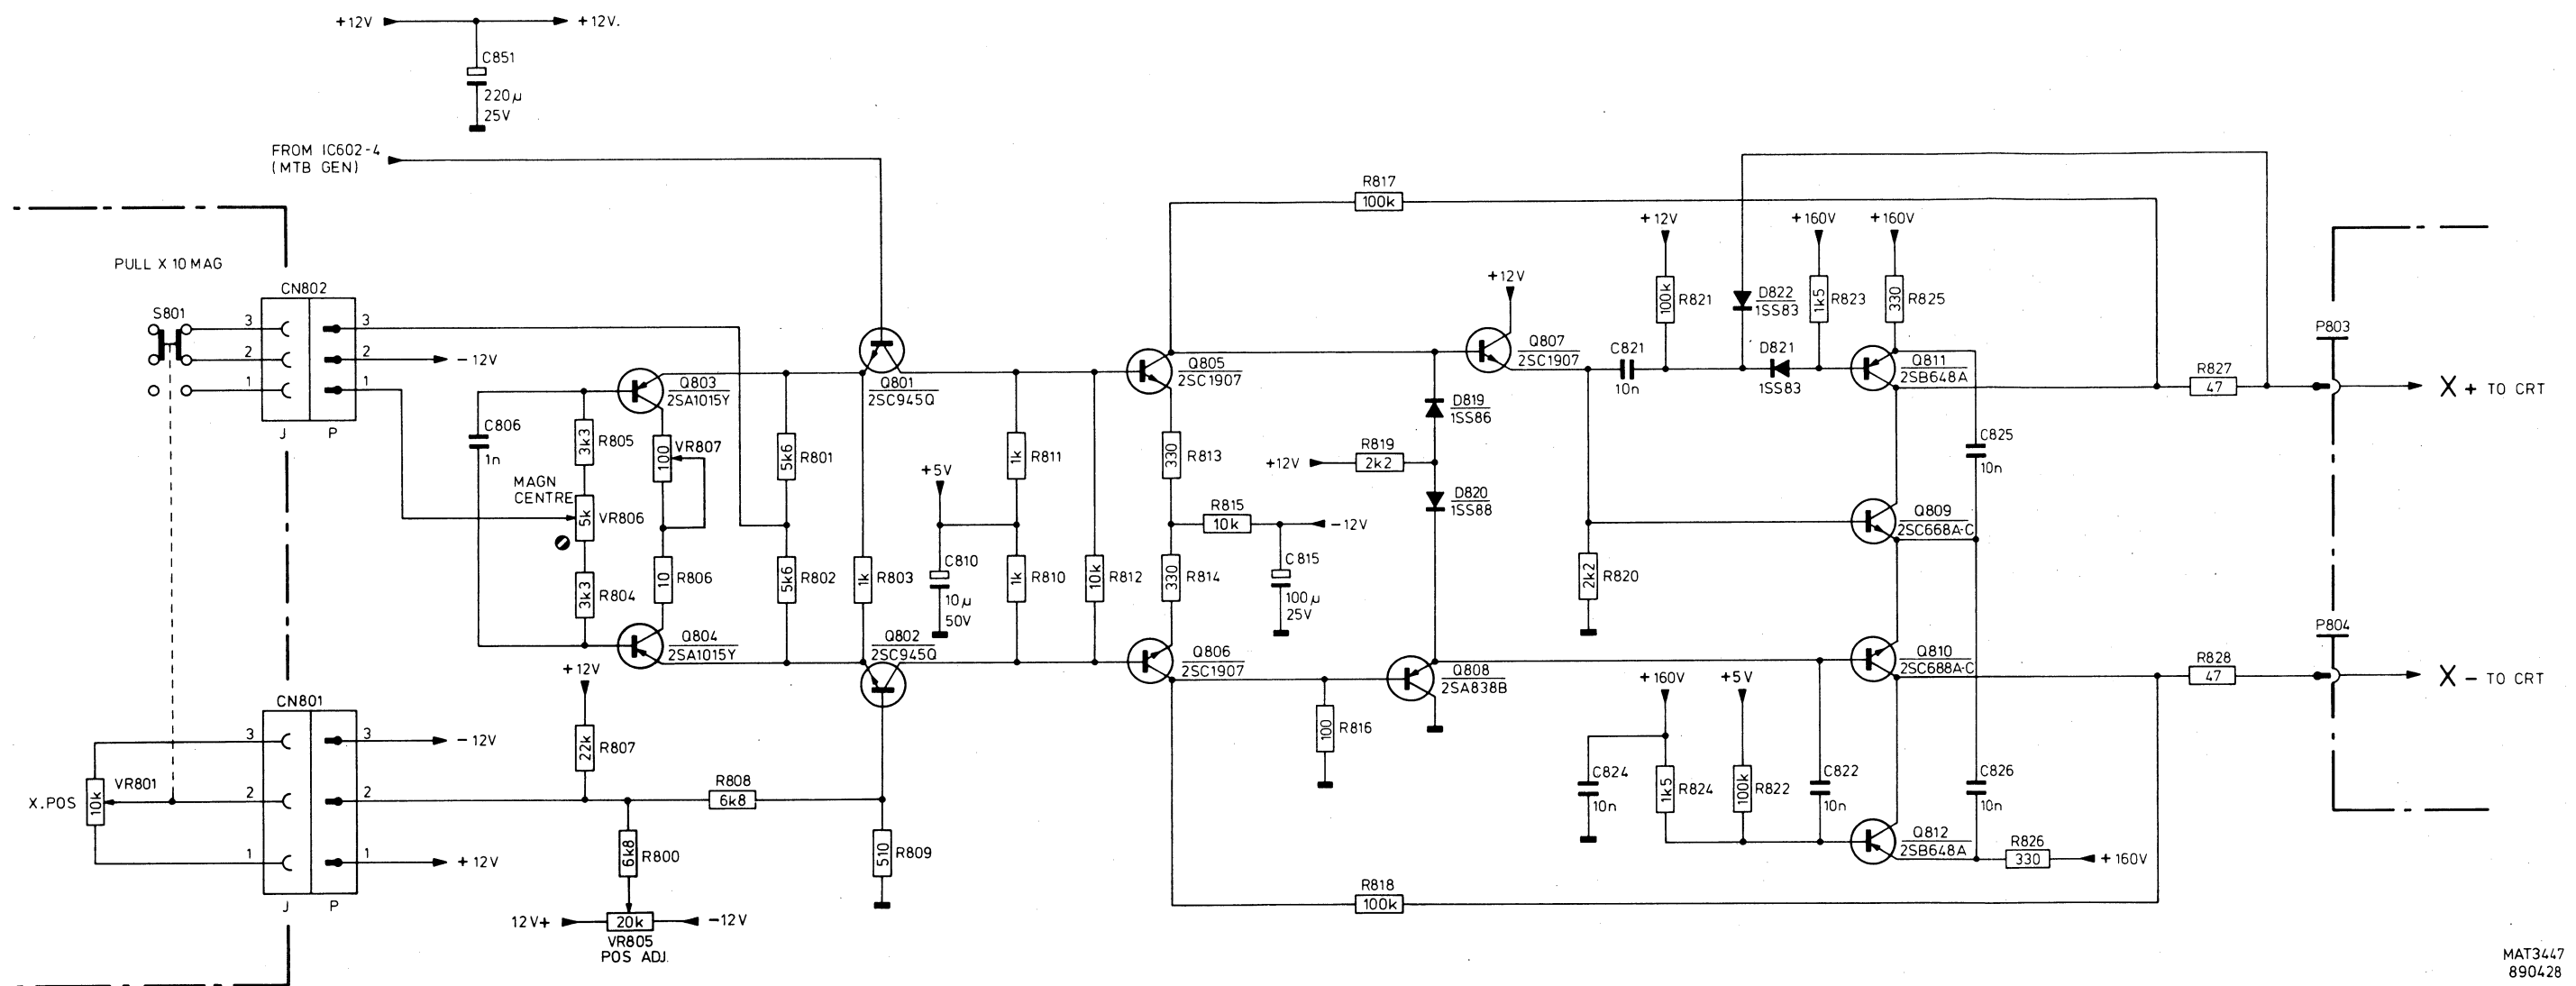 +12V
+12V.
C851
220μ
25V
FROM IC602-4
(MTB GEN)
PULL X 10 MAG
S801
CN802
3
2
1
3
2
1
-12V
J
P
C806
1n
3k3
R805
MAGN
CENTRE
5k
VR806
3k3
R804
Q803
2SA1015Y
100
VR807
10
R806
Q804
2SA1015Y
5k6
R801
5k6
R802
1k
R803
Q801
2SC945Q
Q802
2SC945Q
+5V
C810
10μ
50V
1k
R811
1k
R810
10k
R812
Q805
2SC1907
330
R813
330
R814
R815
10k
-12V
C815
100μ
25V
Q806
2SC1907
R817
100k
+12V
R819
2k2
D819
1SS86
D820
1SS88
+12V
Q807
2SC1907
C821
10n
2k2
R820
+12V
100k
R821
D822
1SS83
D821
1SS83
+160V
1k5
R823
+160V
330
R825
Q811
2SB648A
C825
10n
Q809
2SC668A-C
Q810
2SC688A-C
R827
47
P803
X + TO CRT
P804
R828
47
X - TO CRT
Q808
2SA838B
100
R816
+160V
+5V
C824
10n
1k5
R824
100k
R822
C822
10n
C826
10n
Q812
2SB648A
R826
330
+160V
R818
100k
+12V
22k
R807
R808
6k8
510
R809
6k8
R800
12V+
20k
-12V
VR805
POS ADJ.
CN801
3
2
1
3
2
1
-12V
+12V
J
P
X.POS
10k
VR801
MAT3447
890428